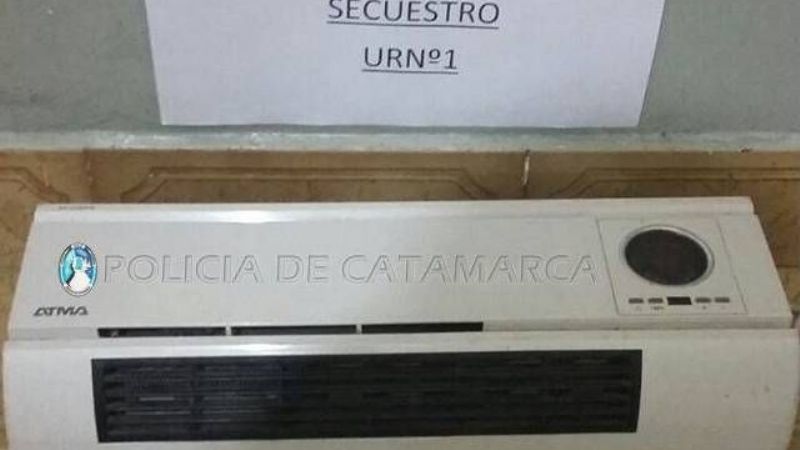 SECUESTRO
URNº1
POLICIA DE CATAMARCA
ATMA